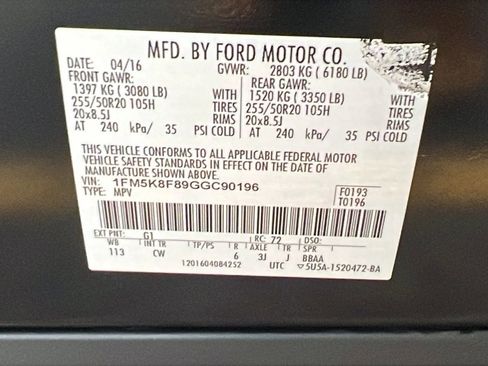 MFD. BY FORD MOTOR CO.
DATE: 04/16 GVWR: 2803 KG ( 6180 LB)
FRONT GAWR: REAR GAWR:
1397 KG ( 3080 LB) WITH 1520 KG ( 3350 LB) WITH
255/50R20 105H TIRES 255/50R20 105H TIRES
20x8.5J RIMS 20x8.5J RIMS
AT 240 kPa/ 35 PSI COLD AT 240 kPa/ 35 PSI COLD
THIS VEHICLE CONFORMS TO ALL APPLICABLE FEDERAL MOTOR
VEHICLE SAFETY STANDARDS IN EFFECT ON THE DATE OF
MANUFACTURE SHOWN ABOVE.
VIN: 1FM5K8F89GGC90196 F0193
TYPE: MPV T0196
EXT PNT: G1 RC: 72 DSO:
WB INT TR TP/PS R AXLE TR SPR
113 CW 6 3J J BBAA
1201604084252 UTC 5U5A-1520472-BA